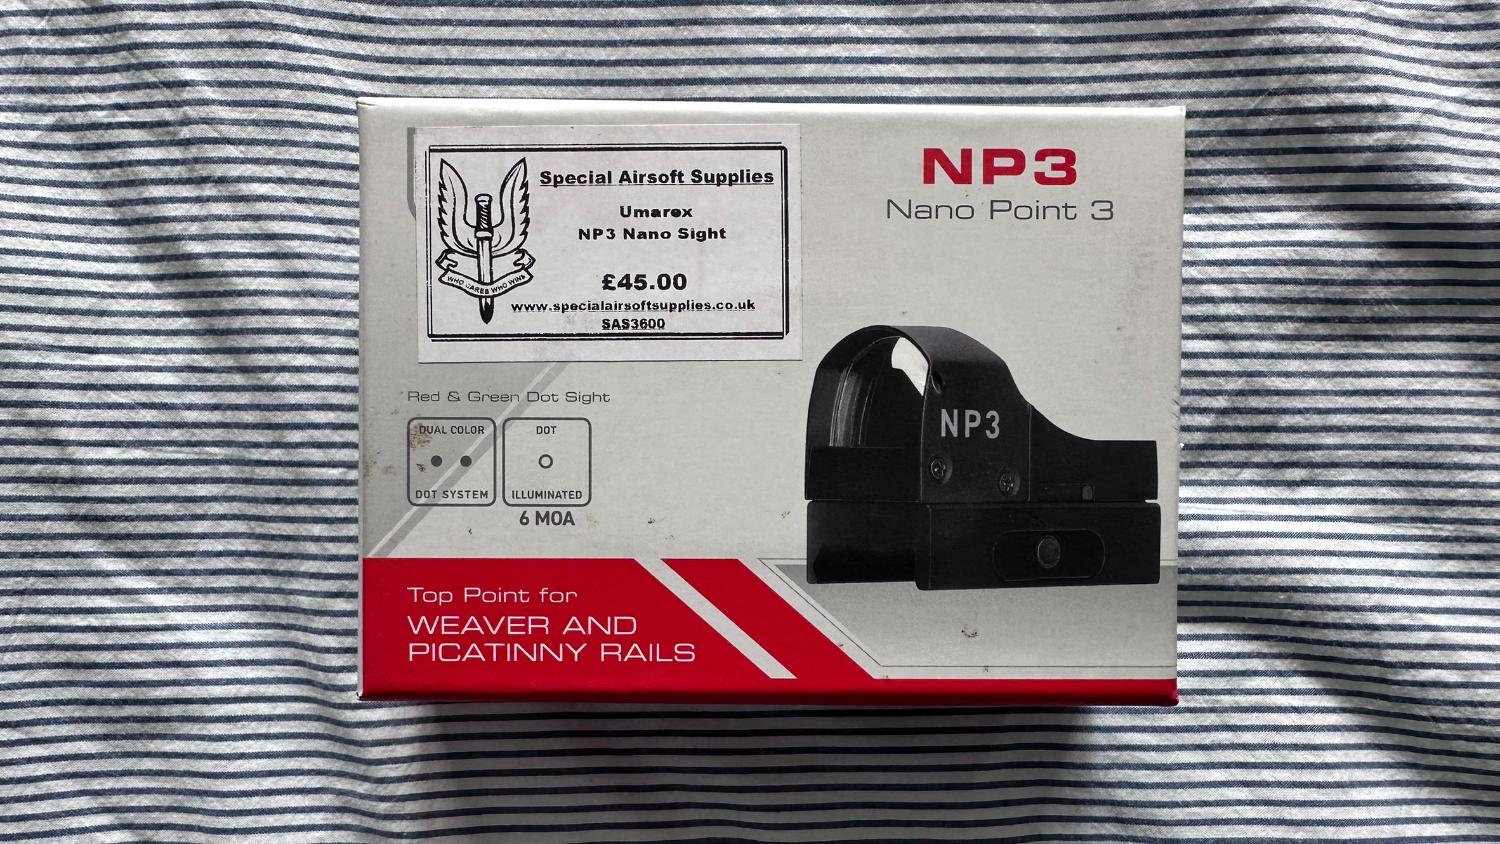 Special Airsoft Supplies
Umarex
NP3 Nano Sight
£45.00
www.specialairsoftsupplies.co.uk
SAS3600
WHO CARES WHO WINS
NP3
Nano Point 3
Red & Green Dot Sight
DUAL COLOR
DOT SYSTEM
DOT
ILLUMINATED
6 MOA
NP3
Top Point for
WEAVER AND
PICATINNY RAILS